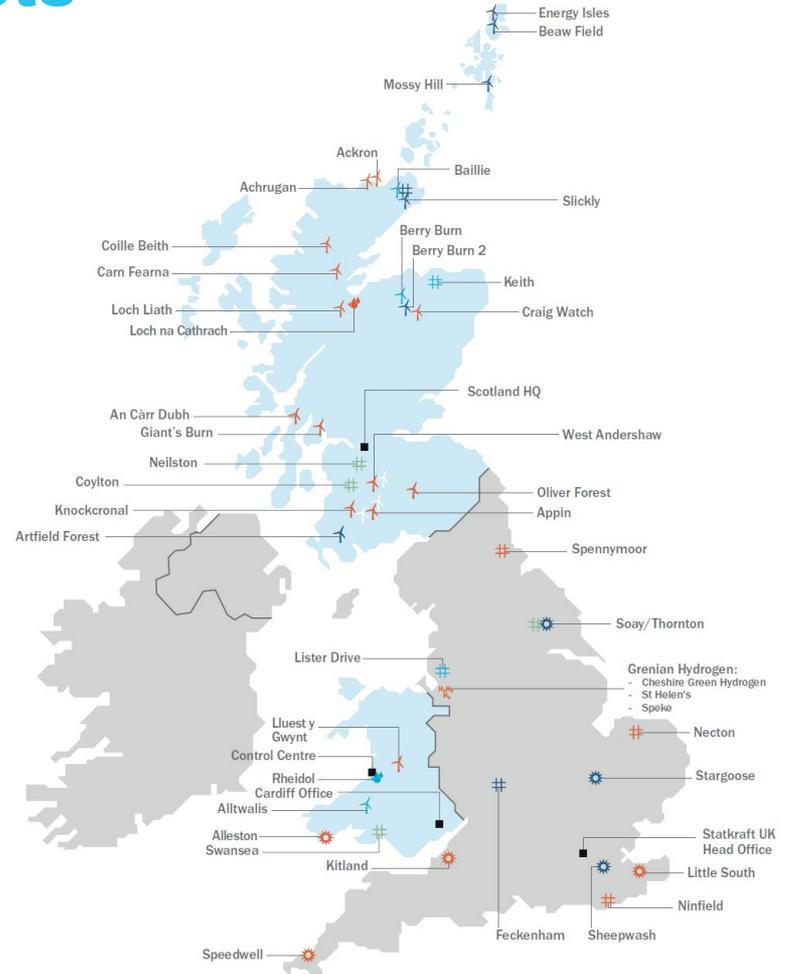 Energy Isles
Beaw Field
Mossy Hill
Ackron
Baillie
Achrugan
Slickly
Berry Burn
Coille Beith
Berry Burn 2
Carn Fearna
Keith
Loch Liath
Craig Watch
Loch na Cathrach
Scotland HQ
An Càrr Dubh
Giant's Burn
West Andershaw
Neilston
Coylton
Oliver Forest
Knockcronal
Appin
Artfield Forest
Spennymoor
Soay/Thornton
Lister Drive
Grenian Hydrogen:
- Cheshire Green Hydrogen
- St Helen's
- Speke
Lluest y
Gwynt
Necton
Control Centre
Rheidol
Stargoose
Cardiff Office
Alltwalis
Alleston
Statkraft UK
Head Office
Swansea
Kitland
Little South
Ninfield
Feckenham
Sheepwash
Speedwell